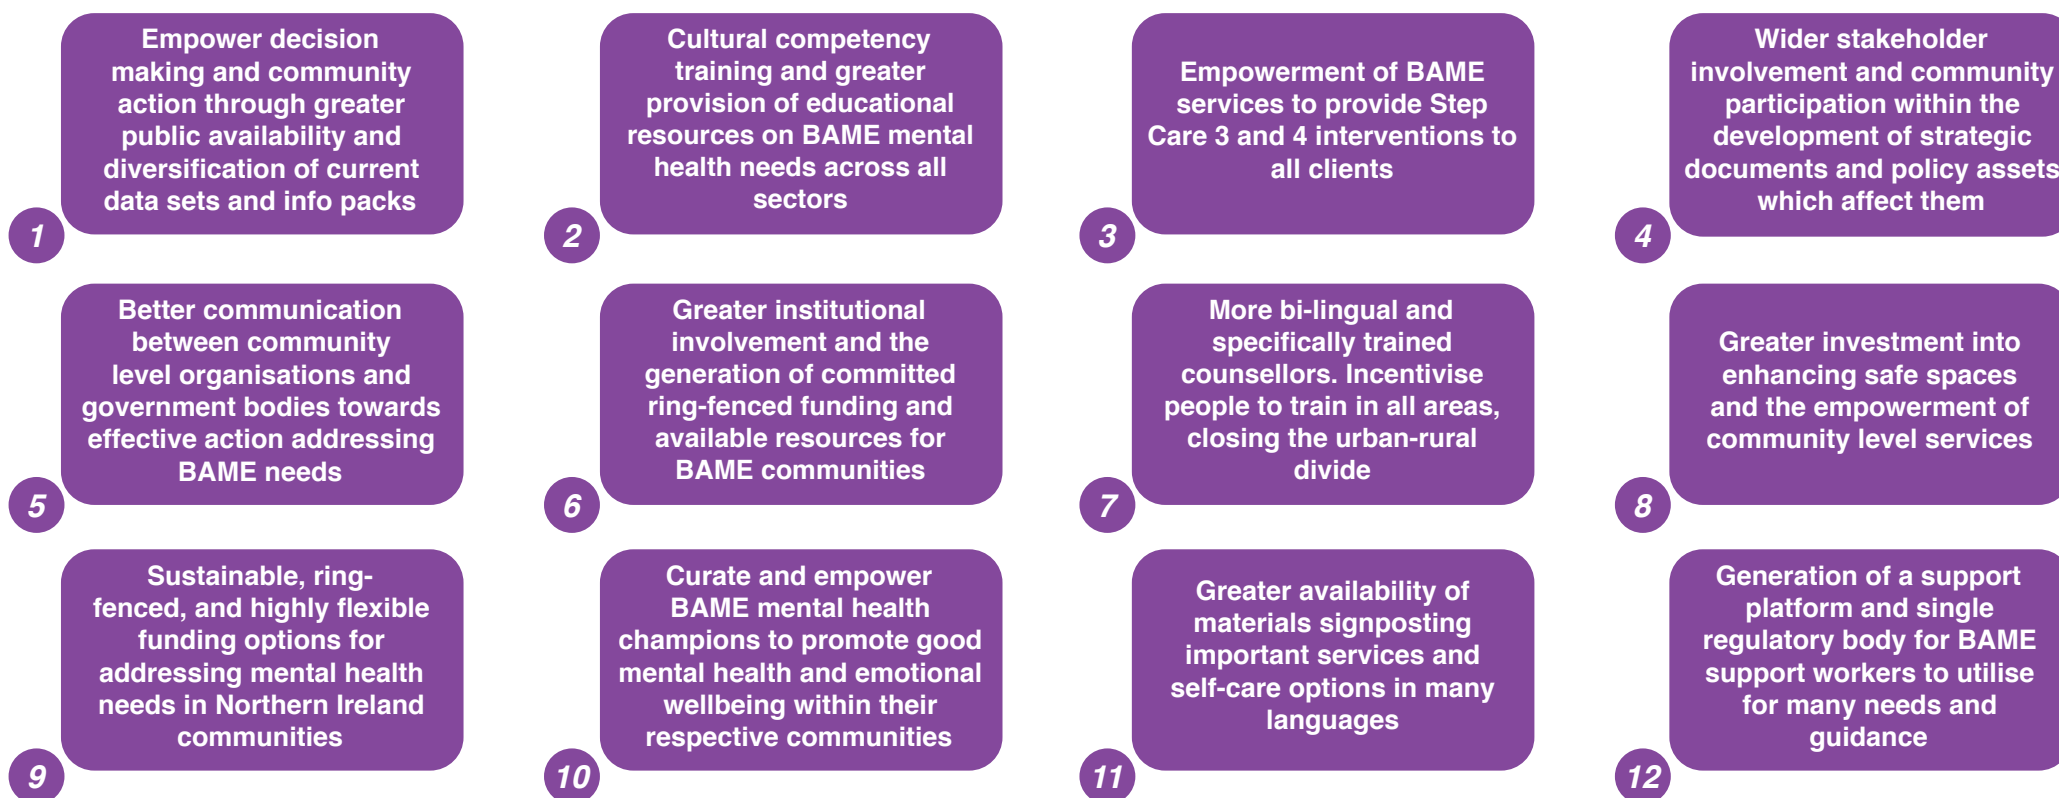 Empower decision
making and community
action through greater
public availability and
diversification of current
data sets and info packs
1
Cultural competency
training and greater
provision of educational
resources on BAME mental
health needs across all
sectors
2
Empowerment of BAME
services to provide Step
Care 3 and 4 interventions to
all clients
3
Wider stakeholder
involvement and community
participation within the
development of strategic
documents and policy assets
which affect them
4
Better communication
between community
level organisations and
government bodies towards
effective action addressing
BAME needs
5
Greater institutional
involvement and the
generation of committed
ring-fenced funding and
available resources for
BAME communities
6
More bi-lingual and
specifically trained
counsellors. Incentivise
people to train in all areas,
closing the urban-rural
divide
7
Greater investment into
enhancing safe spaces
and the empowerment of
community level services
8
Sustainable, ring-
fenced, and highly flexible
funding options for
addressing mental health
needs in Northern Ireland
communities
9
Curate and empower
BAME mental health
champions to promote good
mental health and emotional
wellbeing within their
respective communities
10
Greater availability of
materials signposting
important services and
self-care options in many
languages
11
Generation of a support
platform and single
regulatory body for BAME
support workers to utilise
for many needs and
guidance
12